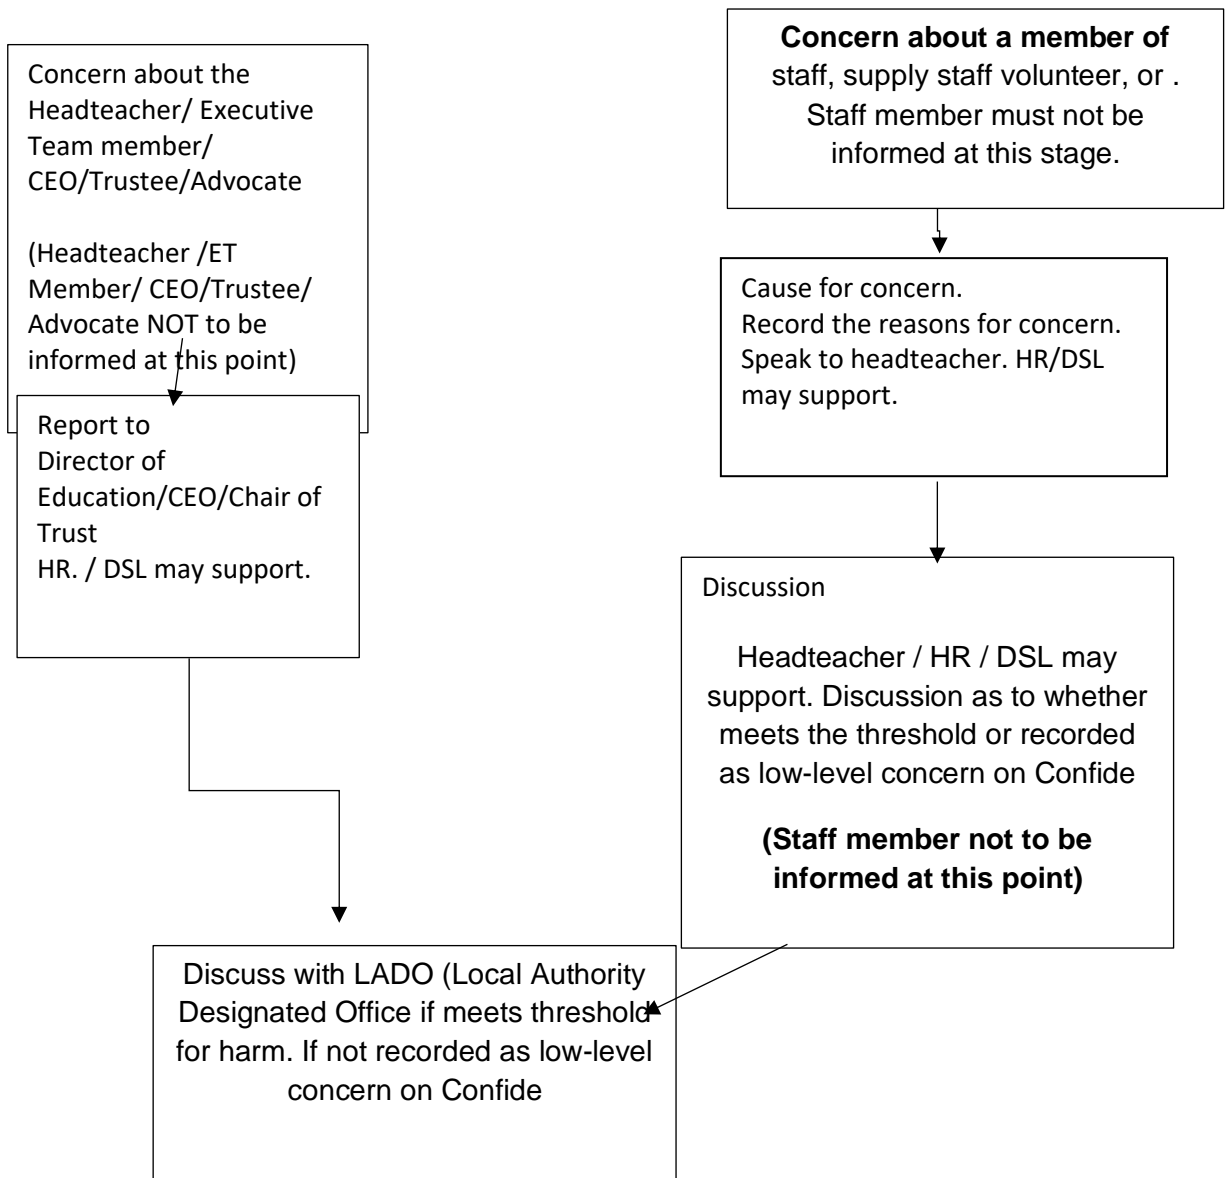 Concern about the
Headteacher/ Executive
Team member/
CEO/Trustee/Advocate
(Headteacher /ET
Member/ CEO/Trustee/
Advocate NOT to be
informed at this point)
Report to
Director of
Education/CEO/Chair of
Trust
HR. / DSL may support.
Concern about a member of
staff, supply staff volunteer, or .
Staff member must not be
informed at this stage.
Cause for concern.
Record the reasons for concern.
Speak to headteacher. HR/DSL
may support.
Discussion
Headteacher / HR / DSL may
support. Discussion as to whether
meets the threshold or recorded
as low-level concern on Confide
(Staff member not to be
informed at this point)
Discuss with LADO (Local Authority
Designated Office if meets threshold
for harm. If not recorded as low-level
concern on Confide